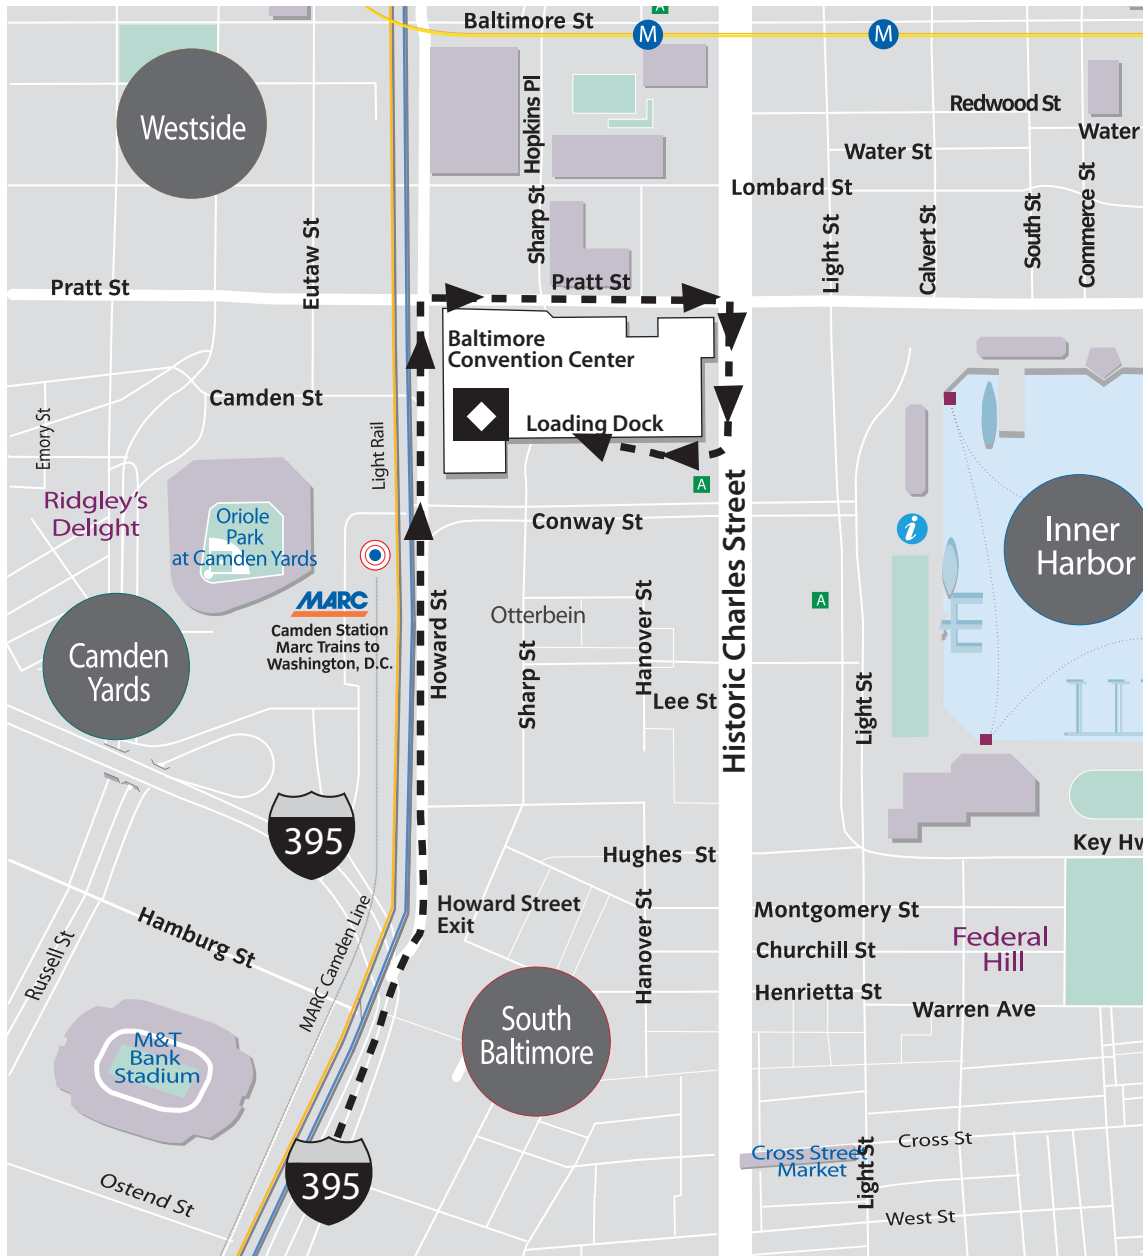 Baltimore St
A
M
M
Westside
Hopkins Pl
Redwood St
Water
Water St
Lombard St
Sharp St
Eutaw St
Light St
Calvert St
South St
Commerce St
Pratt St
Pratt St
Baltimore
Convention Center
Camden St
Loading Dock
Emory St
Light Rail
A
Ridgley's
Delight
Oriole
Park
at Camden Yards
Conway St
Historic Charles Street
i
Inner
Harbor
MARC
Camden Station
Marc Trains to
Washington, D.C.
Howard St
Otterbein
Hanover St
A
Camden
Yards
Sharp St
Lee St
Light St
395
Hughes St
Key Hw
Howard Street
Exit
Hanover St
Montgomery St
Churchill St
Henrietta St
Federal
Hill
Warren Ave
Hamburg St
Russell St
MARC Camden Line
South
Baltimore
M&T
Bank
Stadium
395
Ostend St
Cross Street
Market
Light St
Cross St
West St